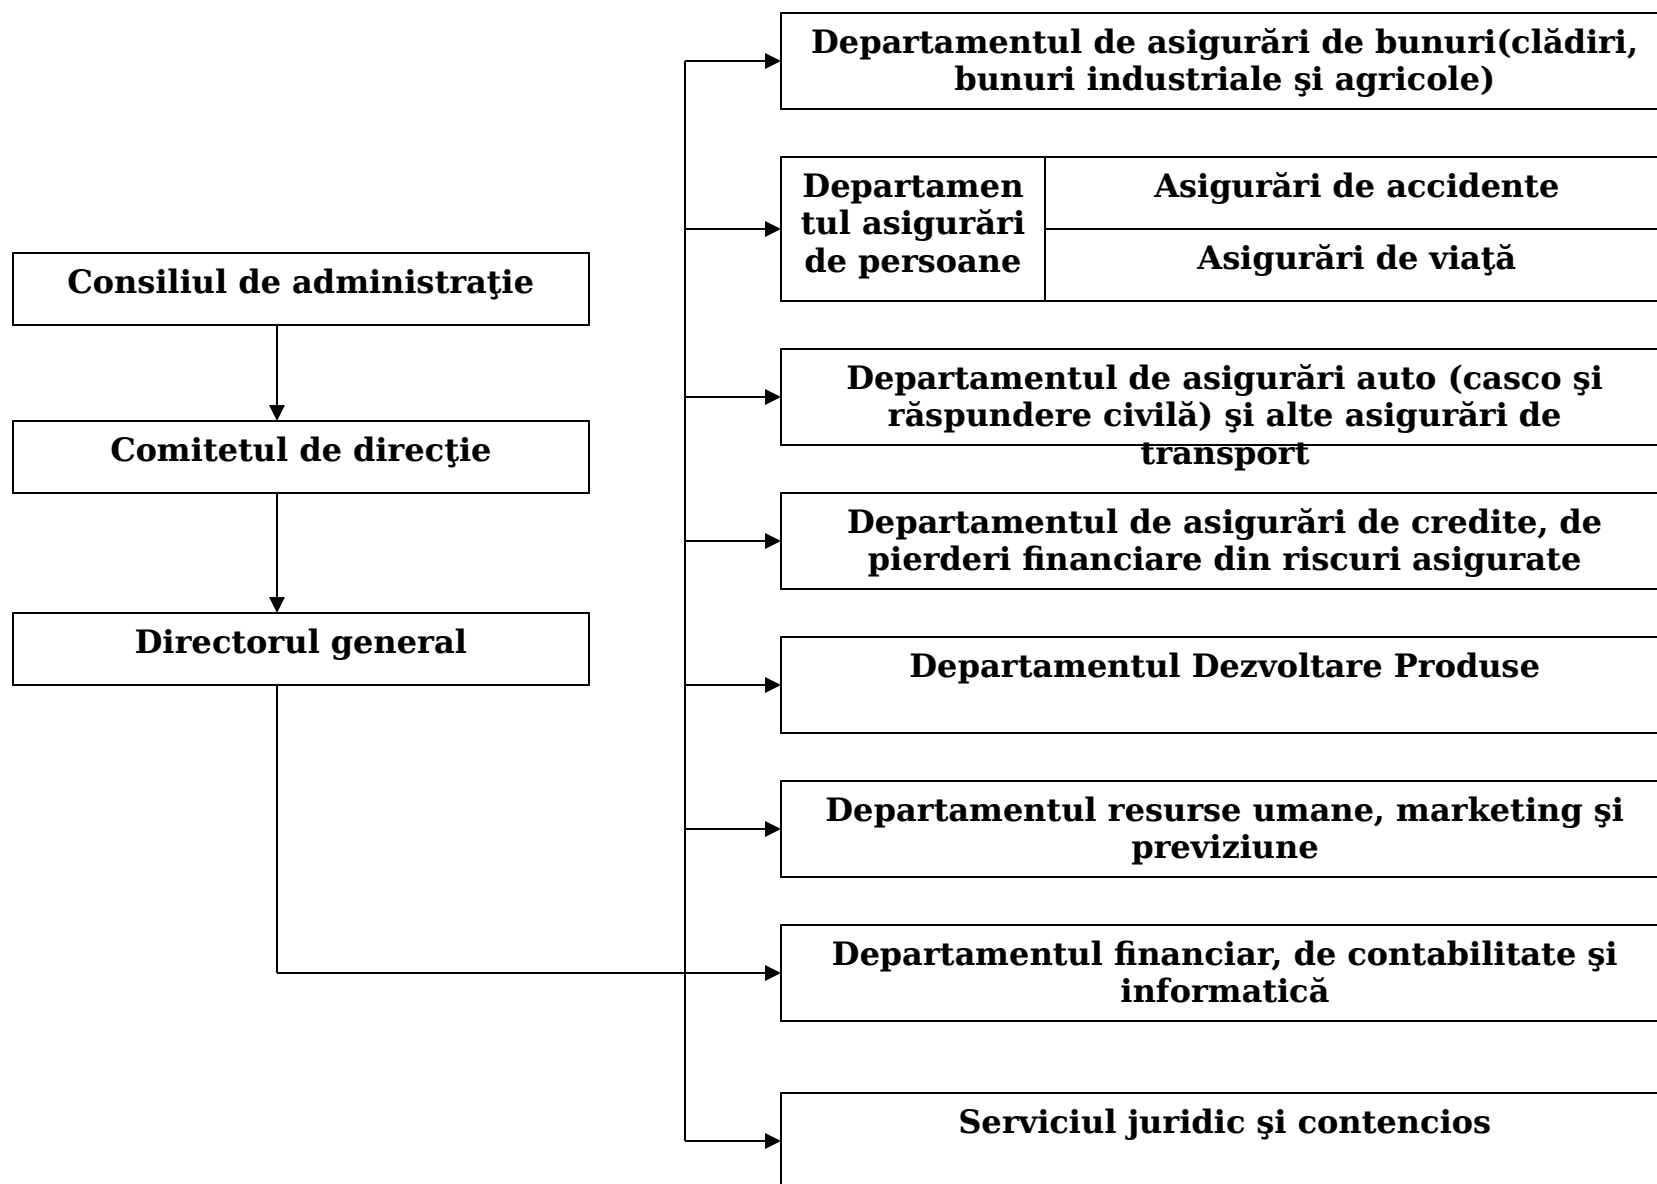 Departamentul de asigurări de bunuri(clădiri,
bunuri industriale şi agricole)
Departamen
tul asigurări
de persoane
Asigurări de accidente
Asigurări de viaţă
Consiliul de administraţie
Departamentul de asigurări auto (casco şi
răspundere civilă) şi alte asigurări de
transport
Comitetul de direcţie
Departamentul de asigurări de credite, de
pierderi financiare din riscuri asigurate
Directorul general
Departamentul Dezvoltare Produse
Departamentul resurse umane, marketing şi
previziune
Departamentul financiar, de contabilitate şi
informatică
Serviciul juridic şi contencios